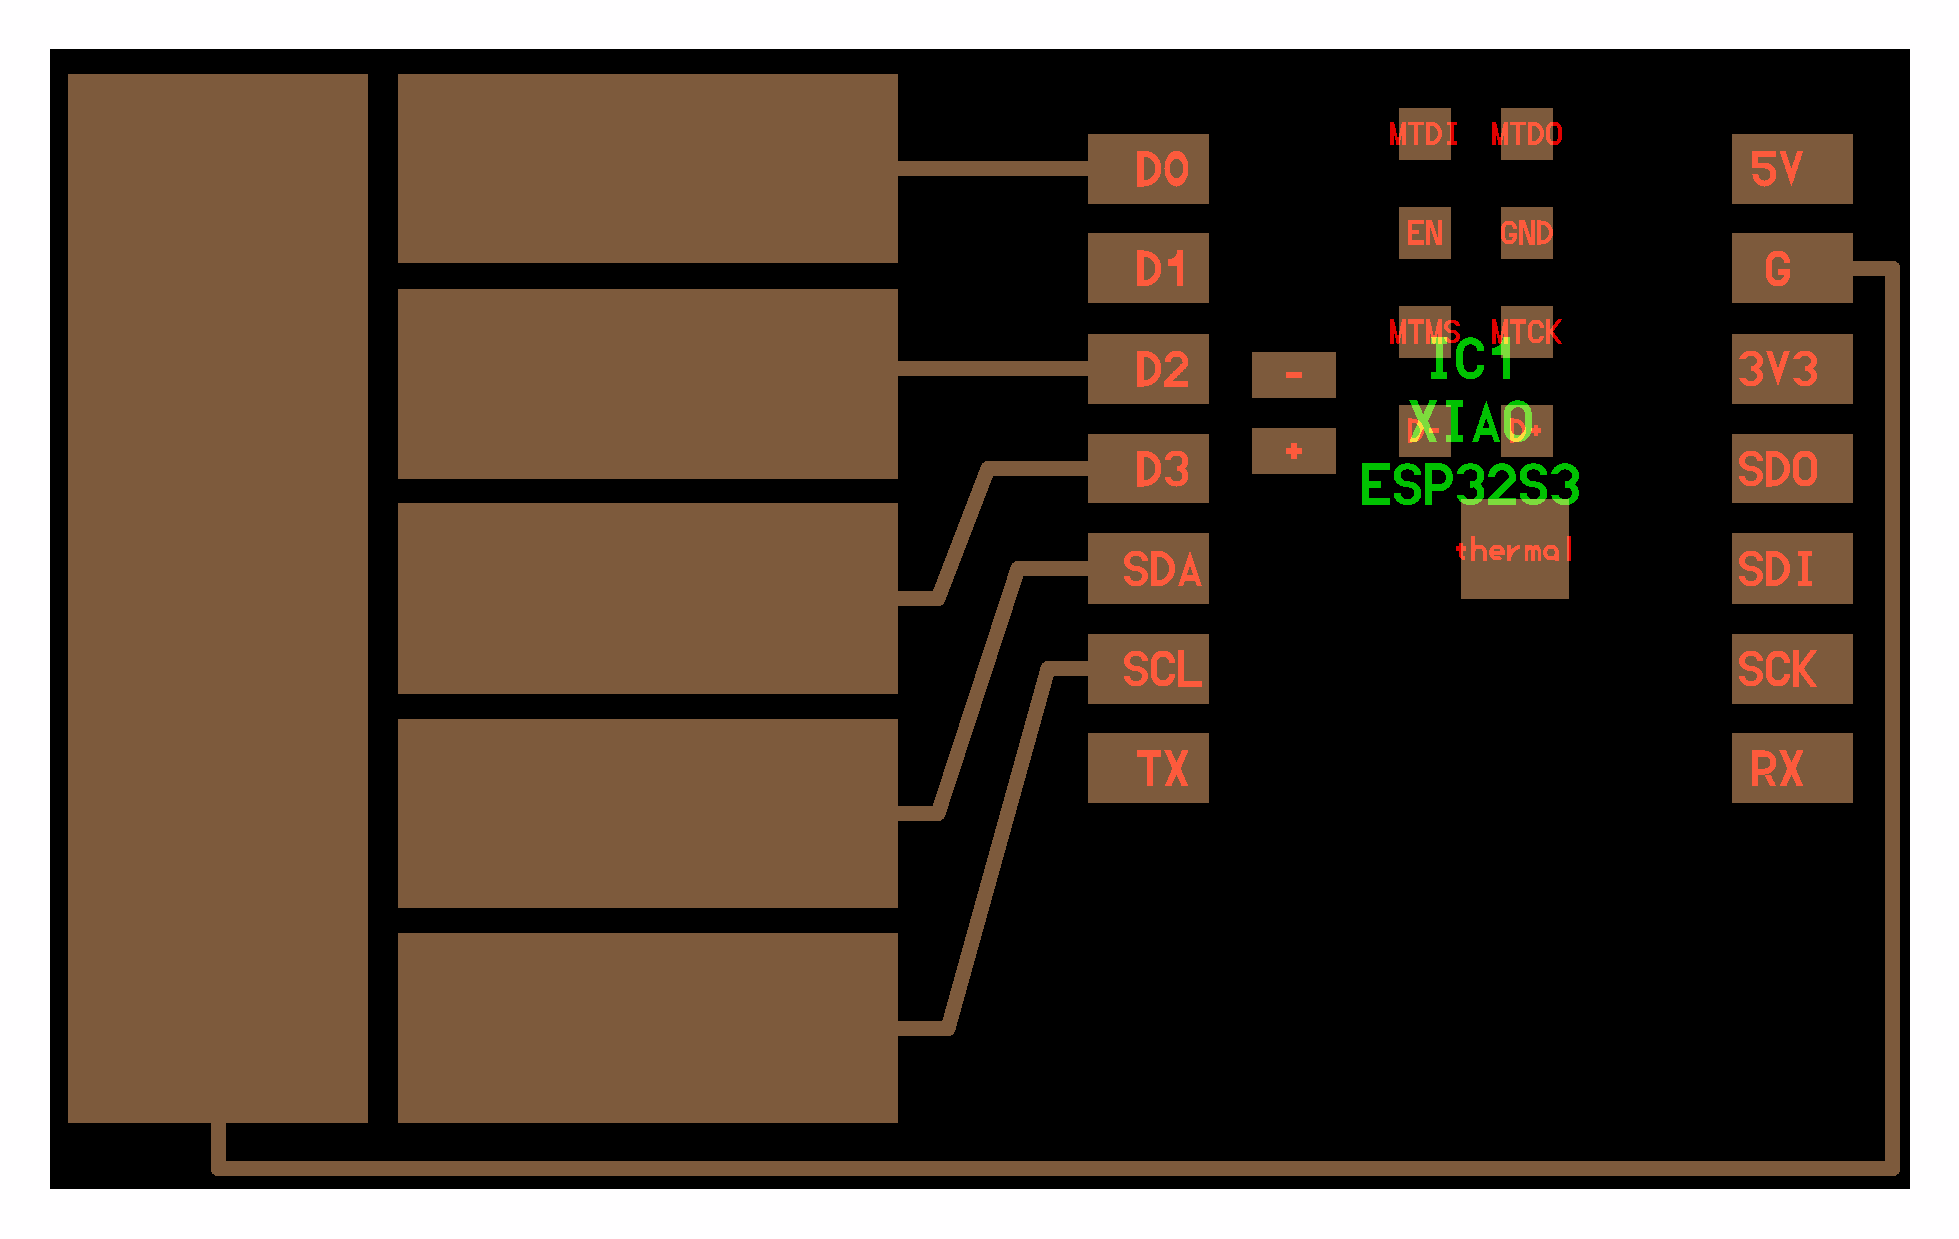 D0
D1
D2
D3
SDA
SCL
TX
-
+
MTDI MTDO
EN GND
MTMS MTCK
IC1
XIAO
D- D+
ESP32S3
thermal
5V
G
3V3
SDO
SDI
SCK
RX